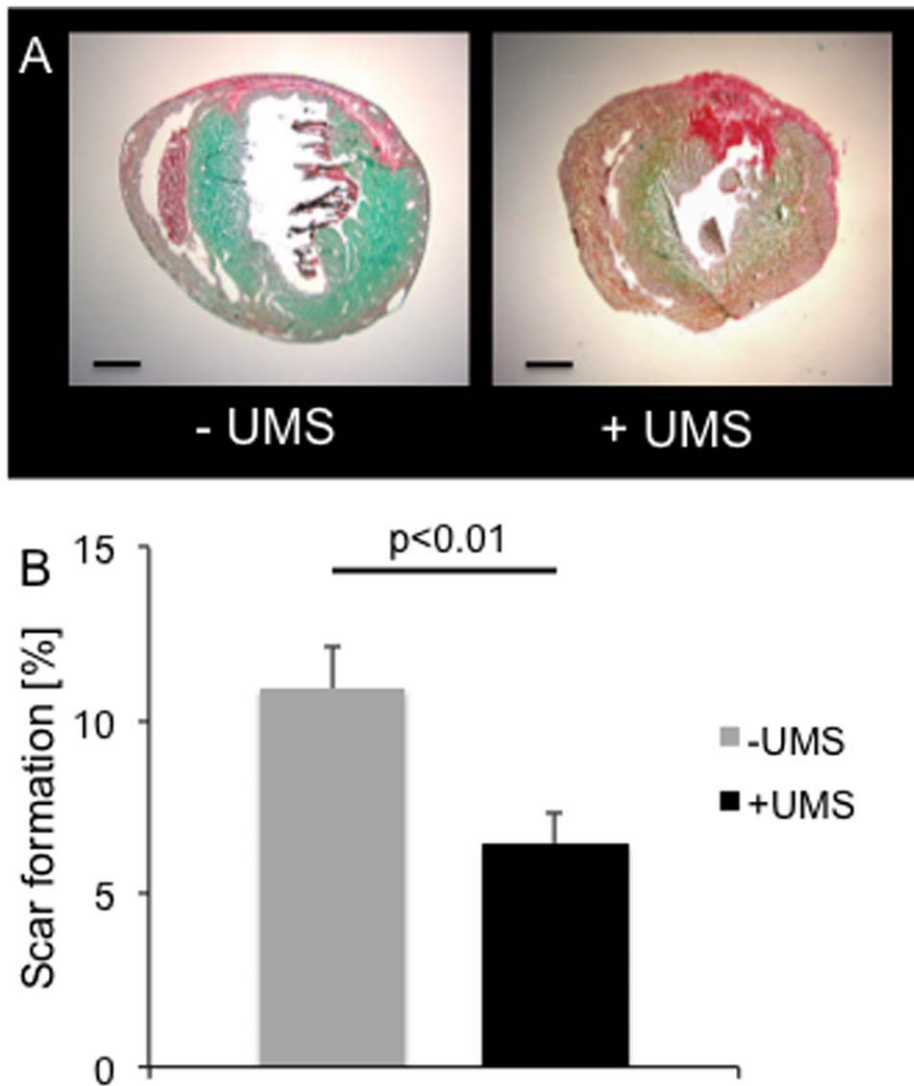 A
- UMS
+ UMS
B
p<0.01
15
10
5
0
Scar formation [%]
-UMS
+UMS